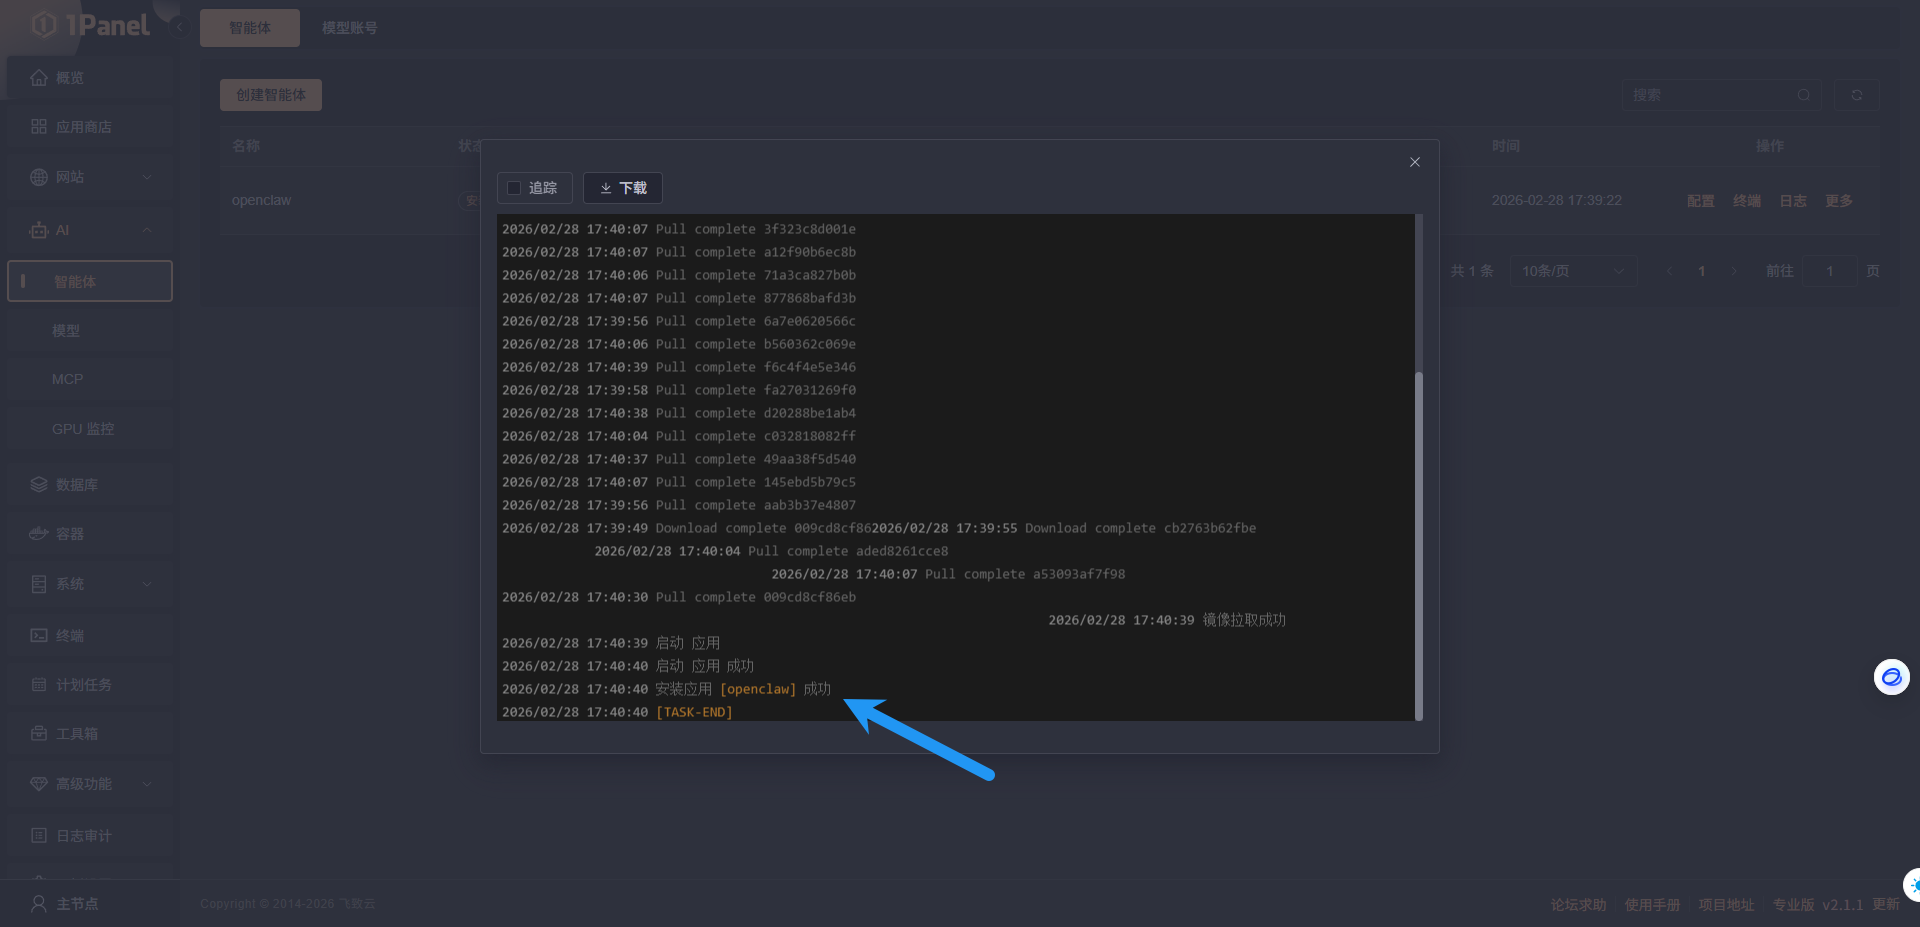 1Panel
智能体
模型账号
概览
应用商店
网站
AI
智能体
模型
MCP
GPU 监控
数据库
容器
系统
终端
计划任务
工具箱
高级功能
日志审计
主节点
创建智能体
搜索
名称
状态
时间
操作
openclaw
安
2026-02-28 17:39:22
配置 终端 日志 更多
共 1 条
10条/页
1
前往
1
页
追踪
下载
2026/02/28 17:40:07 Pull complete 3f323c8d001e
2026/02/28 17:40:07 Pull complete a12f90b6ec8b
2026/02/28 17:40:06 Pull complete 71a3ca827b0b
2026/02/28 17:40:07 Pull complete 877868bafd3b
2026/02/28 17:39:56 Pull complete 6a7e0620566c
2026/02/28 17:40:06 Pull complete b560362c069e
2026/02/28 17:40:39 Pull complete f6c4f4e5e346
2026/02/28 17:39:58 Pull complete fa27031269f0
2026/02/28 17:40:38 Pull complete d20288be1ab4
2026/02/28 17:40:04 Pull complete c032818082ff
2026/02/28 17:40:37 Pull complete 49aa38f5d540
2026/02/28 17:40:07 Pull complete 145ebd5b79c5
2026/02/28 17:39:56 Pull complete aab3b37e4807
2026/02/28 17:39:49 Download complete 009cd8cf862026/02/28 17:39:55 Download complete cb2763b62fbe
2026/02/28 17:40:04 Pull complete aded8261cce8
2026/02/28 17:40:07 Pull complete a53093af7f98
2026/02/28 17:40:30 Pull complete 009cd8cf86eb
2026/02/28 17:40:39 镜像拉取成功
2026/02/28 17:40:39 启动 应用
2026/02/28 17:40:40 启动 应用 成功
2026/02/28 17:40:40 安装应用 [openclaw] 成功
2026/02/28 17:40:40 [TASK-END]
Copyright © 2014-2026 飞致云
论坛求助 使用手册 项目地址 专业版 v2.1.1 更新